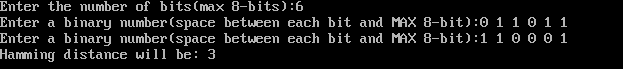 Enter the number of bits(max 8-bits):6
Enter a binary number(space between each bit and MAX 8-bit):0 1 1 0 1 1
Enter a binary number(space between each bit and MAX 8-bit):1 1 0 0 0 1
Hamming distance will be: 3